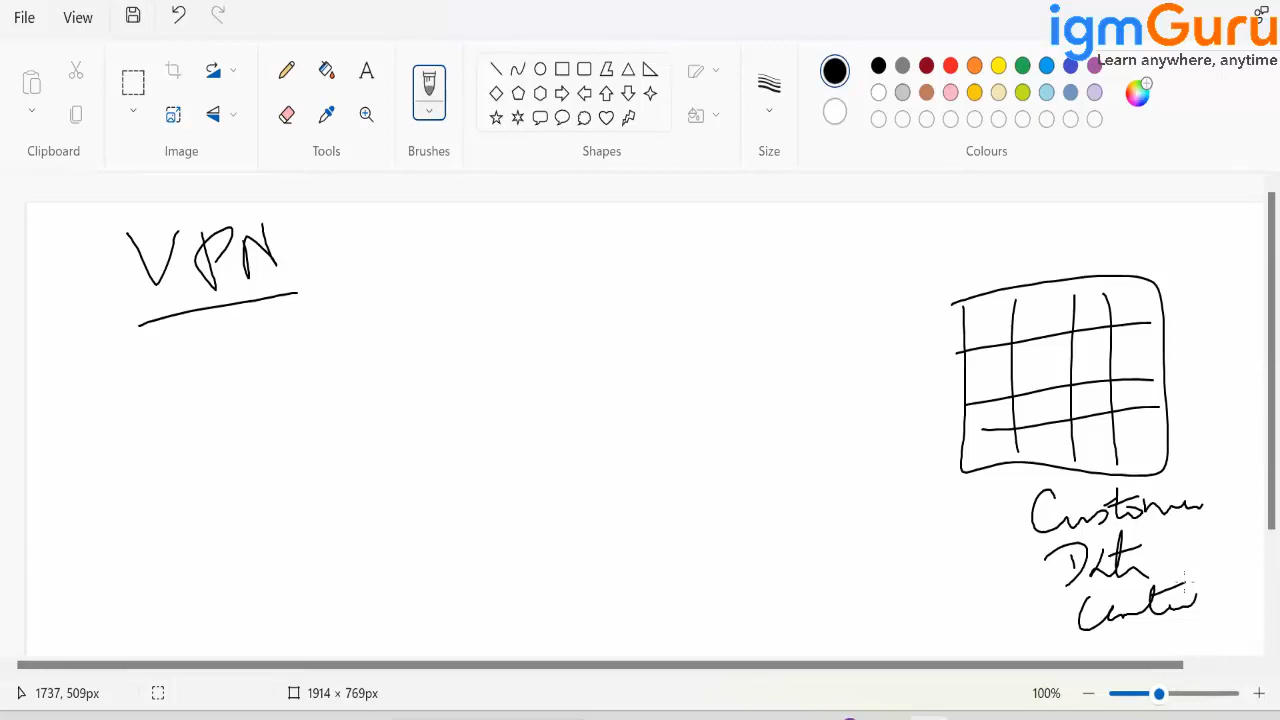 File View
igmGuru
Learn anywhere, anytime
Clipboard
Image
Tools
Brushes
Shapes
Size
Colours
VPN
Customer
Data
Center
1737, 509px
1914 × 769px
100%